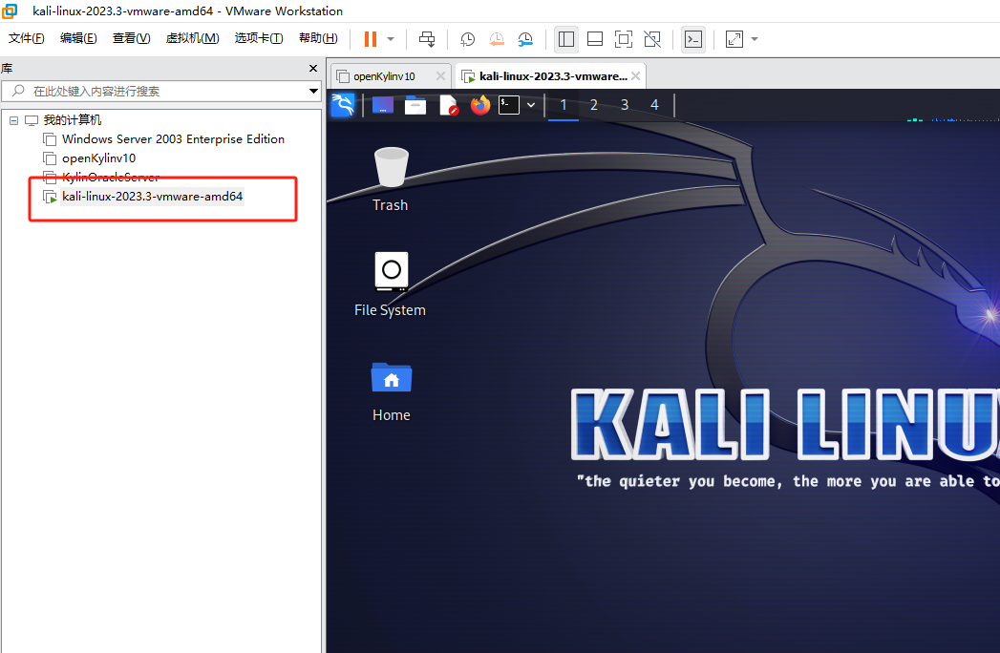 kali-linux-2023.3-vmware-amd64 - VMware Workstation
文件(F) 编辑(E) 查看(V) 虚拟机(M) 选项卡(T) 帮助(H)
库
在此处键入内容进行搜索
我的计算机
Windows Server 2003 Enterprise Edition
openKylinv10
KylinOracleServer
kali-linux-2023.3-vmware-amd64
openKylinv10
kali-linux-2023.3-vmware...
1 2 3 4
Trash
File System
Home
KALI LINUX
"the quieter you become, the more you are able to